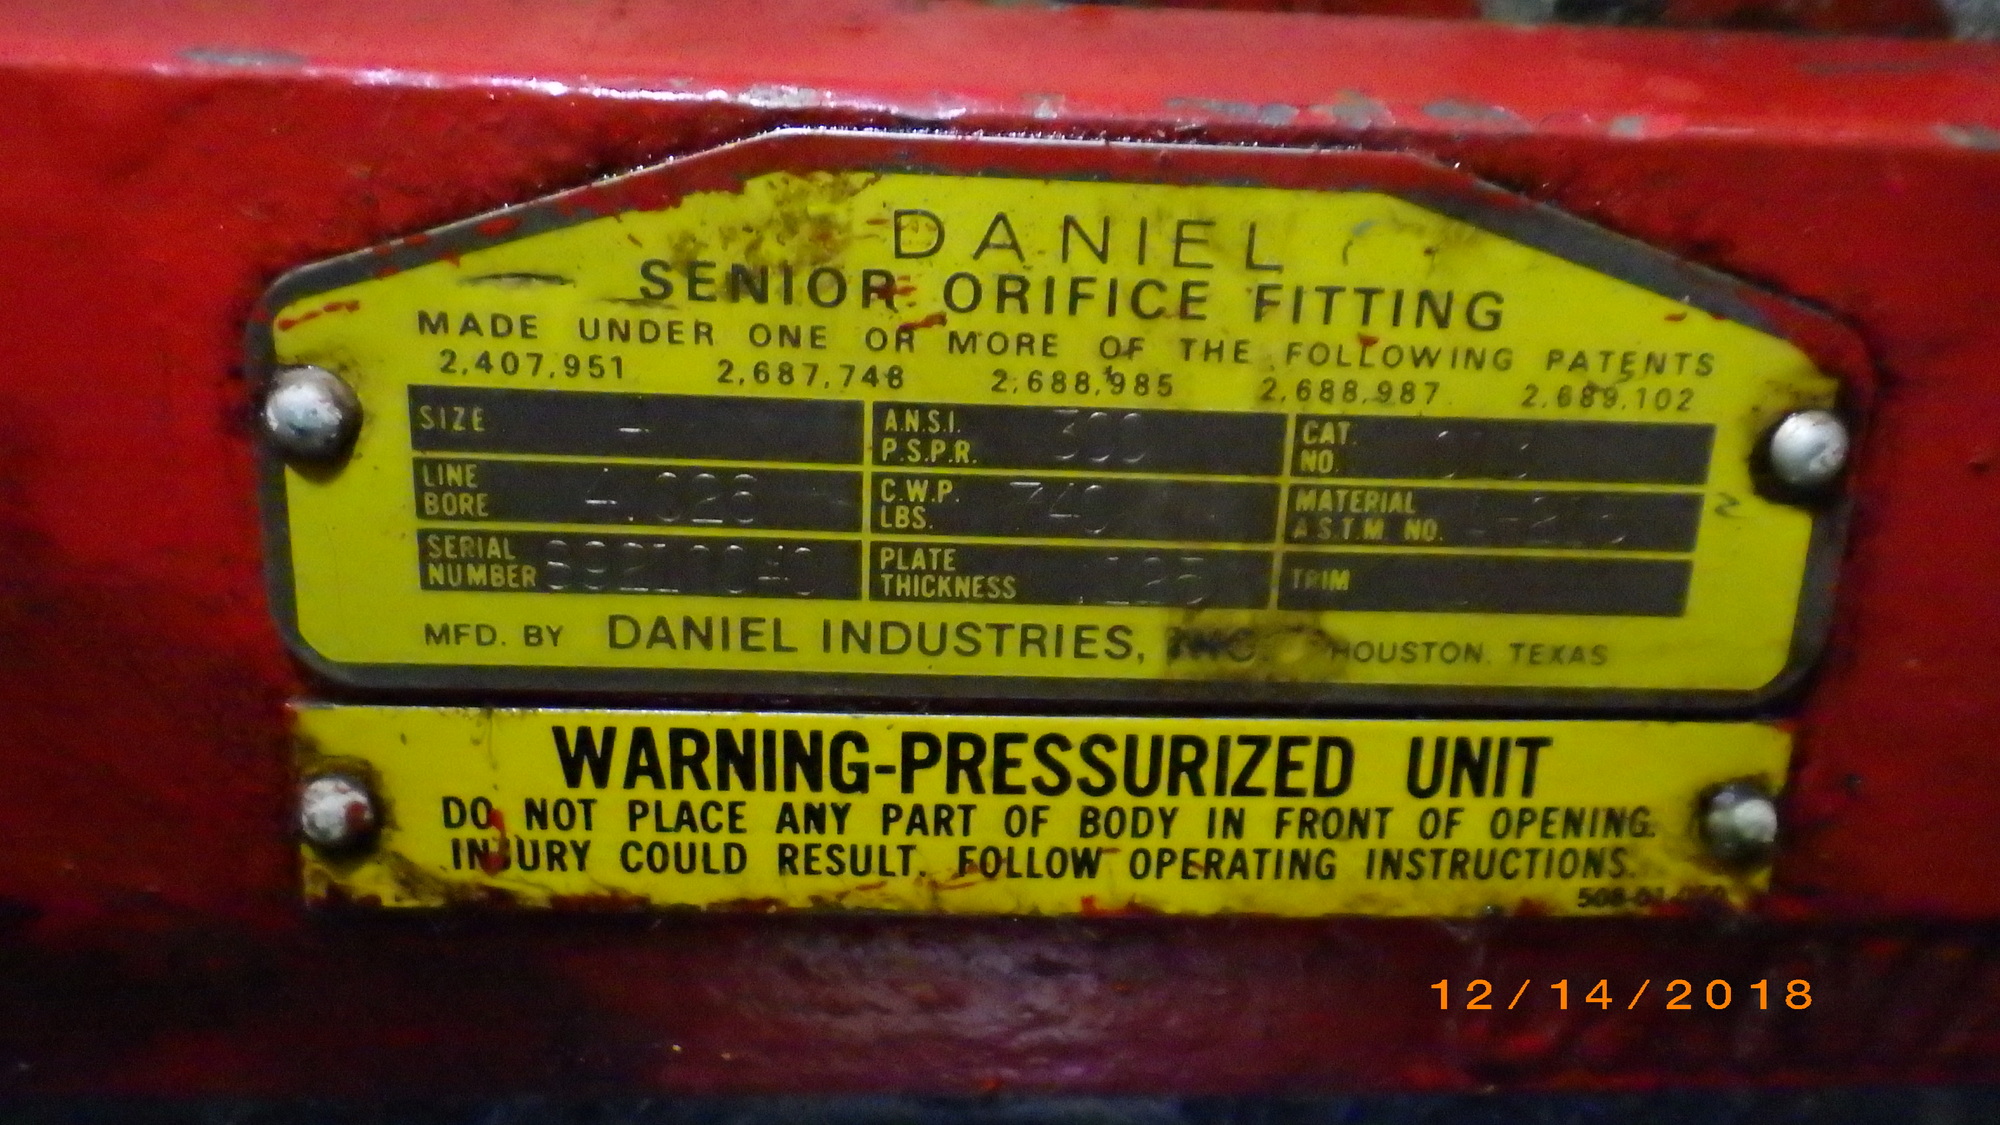 DANIEL
SENIOR ORIFICE FITTING
MADE UNDER ONE OR MORE OF THE FOLLOWING PATENTS
2,407,951 2,687,748 2,688,985 2,688,987 2,689,102
SIZE A.N.S.I. P.S.P.R. 300 CAT. NO.
LINE BORE 4.026 C.W.P. LBS. 740 MATERIAL A.S.T.M. NO.
SERIAL NUMBER PLATE THICKNESS .125 TRIM
MFD. BY DANIEL INDUSTRIES, INC. HOUSTON, TEXAS
WARNING-PRESSURIZED UNIT
DO NOT PLACE ANY PART OF BODY IN FRONT OF OPENING.
INJURY COULD RESULT. FOLLOW OPERATING INSTRUCTIONS.
12/14/2018